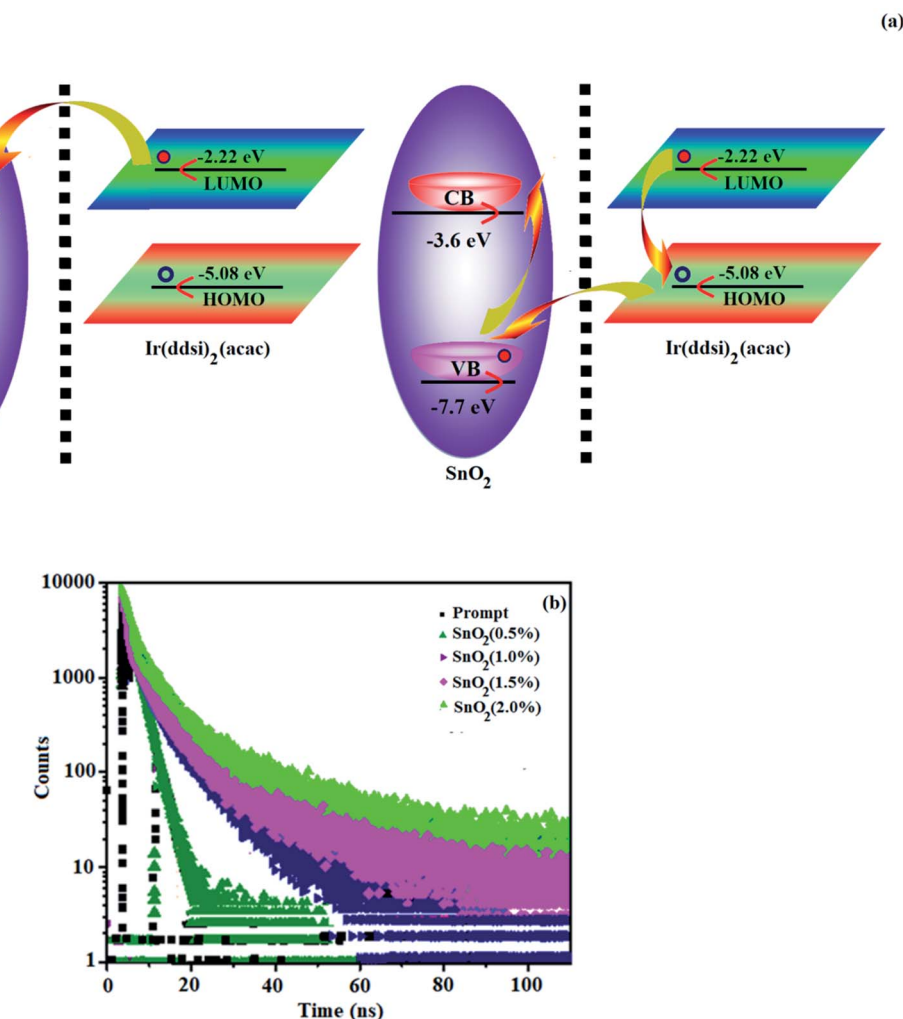 (a)
-2.22 eV
LUMO
-5.08 eV
HOMO
Ir(ddsi)2(acac)
CB
-3.6 eV
VB
-7.7 eV
SnO2
-2.22 eV
LUMO
-5.08 eV
HOMO
Ir(ddsi)2(acac)
(b)
Prompt
SnO2(0.5%)
SnO2(1.0%)
SnO2(1.5%)
SnO2(2.0%)
10000
1000
100
10
1
Counts
0 20 40 60 80 100
Time (ns)